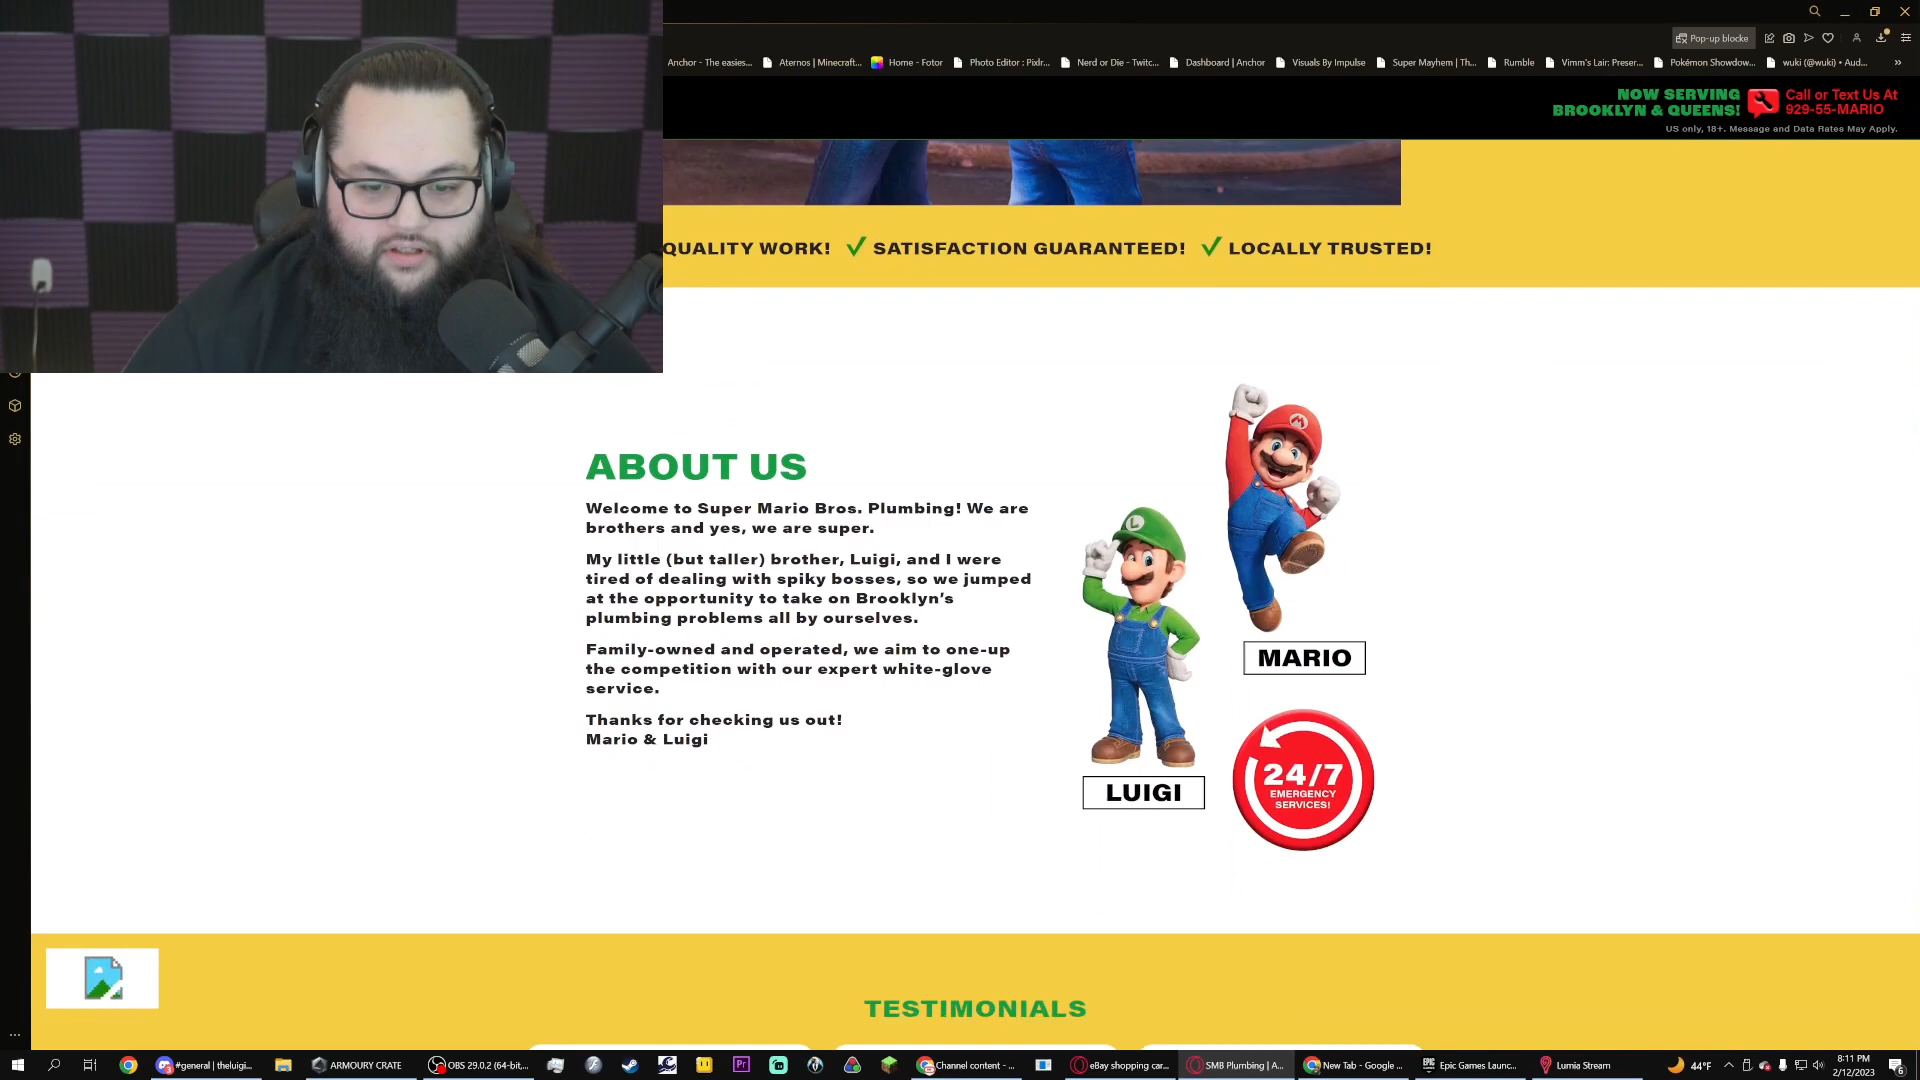 Pop-up blocke
Anchor - The easies...
Aternos | Minecraft...
Home - Fotor
Photo Editor : Pixlr...
Nerd or Die - Twitc...
Dashboard | Anchor
Visuals By Impulse
Super Mayhem | Th...
Rumble
Vimm's Lair: Preser...
Pokémon Showdow...
wuki (@wuki) • Aud...
NOW SERVING
BROOKLYN & QUEENS!
Call or Text Us At
929-55-MARIO
US only, 18+. Message and Data Rates May Apply.
QUALITY WORK! ✓ SATISFACTION GUARANTEED! ✓ LOCALLY TRUSTED!
ABOUT US
Welcome to Super Mario Bros. Plumbing! We are
brothers and yes, we are super.
My little (but taller) brother, Luigi, and I were
tired of dealing with spiky bosses, so we jumped
at the opportunity to take on Brooklyn's
plumbing problems all by ourselves.
Family-owned and operated, we aim to one-up
the competition with our expert white-glove
service.
Thanks for checking us out!
Mario & Luigi
M
L
MARIO
LUIGI
24/7
EMERGENCY
SERVICES!
TESTIMONIALS
#general | theluigi...
ARMOURY CRATE
OBS 29.0.2 (64-bit,...
Pr
Channel content - ...
eBay shopping car...
SMB Plumbing | A...
New Tab - Google ...
EPIC
Epic Games Launc...
Lumia Stream
44°F
8:11 PM
2/12/2023
6